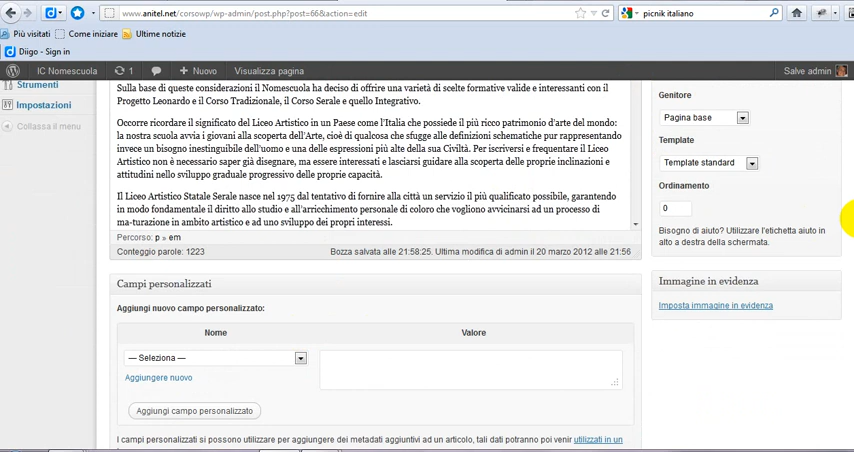 www.anitel.net/corsowp/wp-admin/post.php?post=66&action=edit
picnik italiano
Più visitati
Come iniziare
Ultime notizie
Diigo - Sign in
IC Nomescuola
1
Nuovo
Visualizza pagina
Salve admin
Strumenti
Impostazioni
Collassa il menu
Sulla base di queste considerazioni il Nomescuola ha deciso di offrire una varietà di scelte formative valide e interessanti con il
Progetto Leonardo e il Corso Tradizionale, il Corso Serale e quello Integrativo.
Occorre ricordare il significato del Liceo Artistico in un Paese come l'Italia che possiede il più ricco patrimonio d'arte del mondo:
la nostra scuola avvia i giovani alla scoperta dell'Arte, cioè di qualcosa che sfugge alle definizioni schematiche pur rappresentando
invece un bisogno inestinguibile dell'uomo e una delle espressioni più alte della sua Civiltà. Per iscriversi e frequentare il Liceo
Artistico non è necessario saper già disegnare, ma essere interessati e lasciarsi guidare alla scoperta delle proprie inclinazioni e
attitudini nello sviluppo graduale progressivo delle proprie capacità.
Il Liceo Artistico Statale Serale nasce nel 1975 dal tentativo di fornire alla città un servizio il più qualificato possibile, garantendo
in modo fondamentale il diritto allo studio e all'arricchimento personale di coloro che vogliono avvicinarsi ad un processo di
ma-turazione in ambito artistico e ad uno sviluppo dei propri interessi.
Percorso: p » em
Conteggio parole: 1223
Bozza salvata alle 21:58:25. Ultima modifica di admin il 20 marzo 2012 alle 21:56
Campi personalizzati
Aggiungi nuovo campo personalizzato:
Nome
Valore
— Seleziona —
Aggiungere nuovo
Aggiungi campo personalizzato
I campi personalizzati si possono utilizzare per aggiungere dei metadati aggiuntivi ad un articolo, tali dati potranno poi venir utilizzati in un
Genitore
Pagina base
Template
Template standard
Ordinamento
0
Bisogno di aiuto? Utilizzare l'etichetta aiuto in
alto a destra della schermata.
Immagine in evidenza
Imposta immagine in evidenza